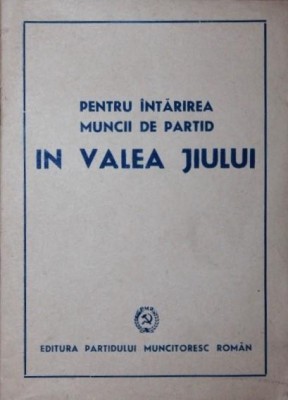 PENTRU ÎNTĂRIREA
MUNCII DE PARTID
IN VALEA JIULUI
EDITURA PARTIDULUI MUNCITORESC ROMÂN